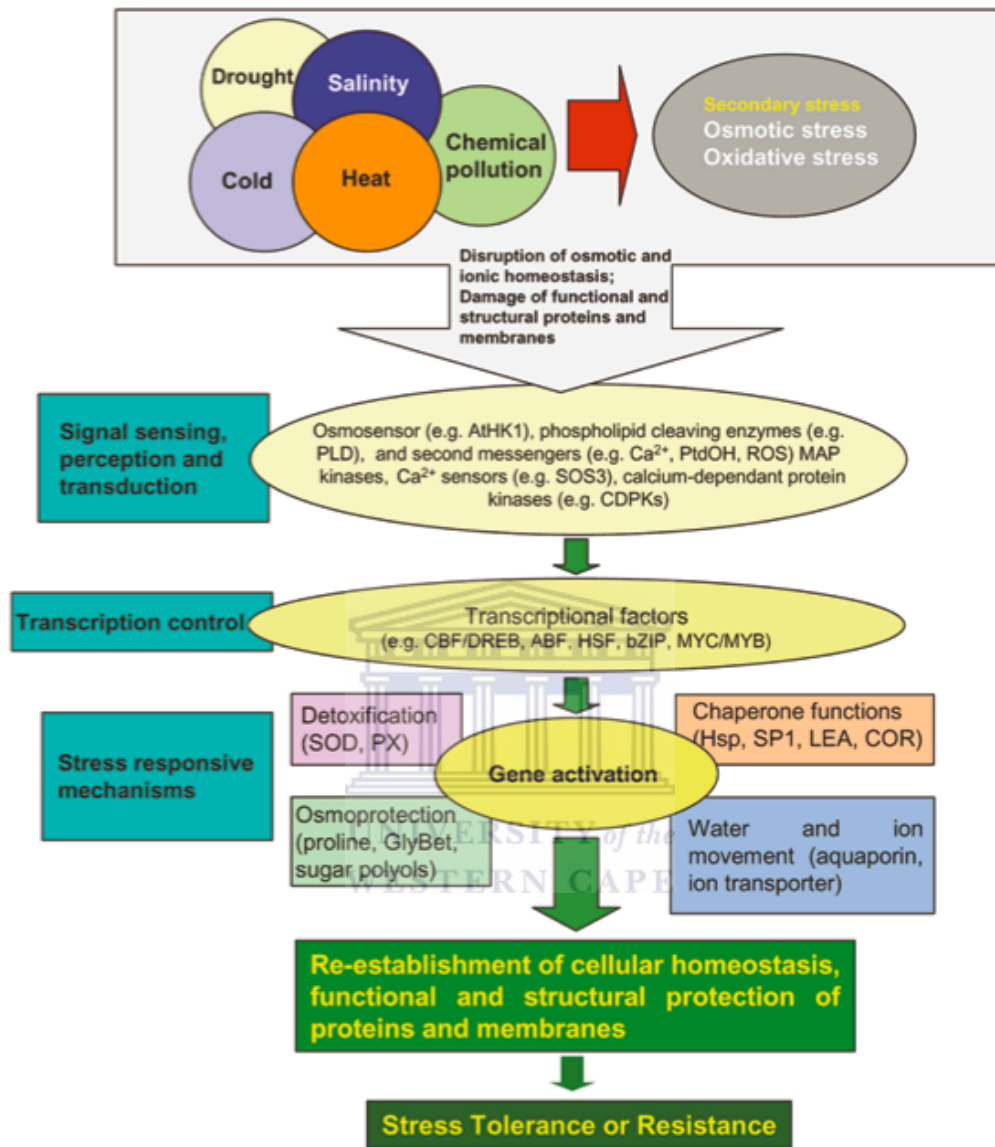 Drought
Salinity
Cold
Heat
Chemical
pollution
Secondary stress
Osmotic stress
Oxidative stress
Disruption of osmotic and
ionic homeostasis;
Damage of functional and
structural proteins and
membranes
Signal sensing,
perception and
transduction
Osmosensor (e.g. AtHK1), phospholipid cleaving enzymes (e.g.
PLD), and second messengers (e.g. Ca²⁺, PtdOH, ROS) MAP
kinases, Ca²⁺ sensors (e.g. SOS3), calcium-dependant protein
kinases (e.g. CDPKs)
Transcription control
Transcriptional factors
(e.g. CBF/DREB, ABF, HSF, bZIP, MYC/MYB)
Stress responsive
mechanisms
Detoxification
(SOD, PX)
Chaperone functions
(Hsp, SP1, LEA, COR)
Gene activation
Osmoprotection
(proline, GlyBet,
sugar polyols)
Water and ion
movement (aquaporin,
ion transporter)
UNIVERSITY of the
WESTERN CAPE
Re-establishment of cellular homeostasis,
functional and structural protection of
proteins and membranes
Stress Tolerance or Resistance